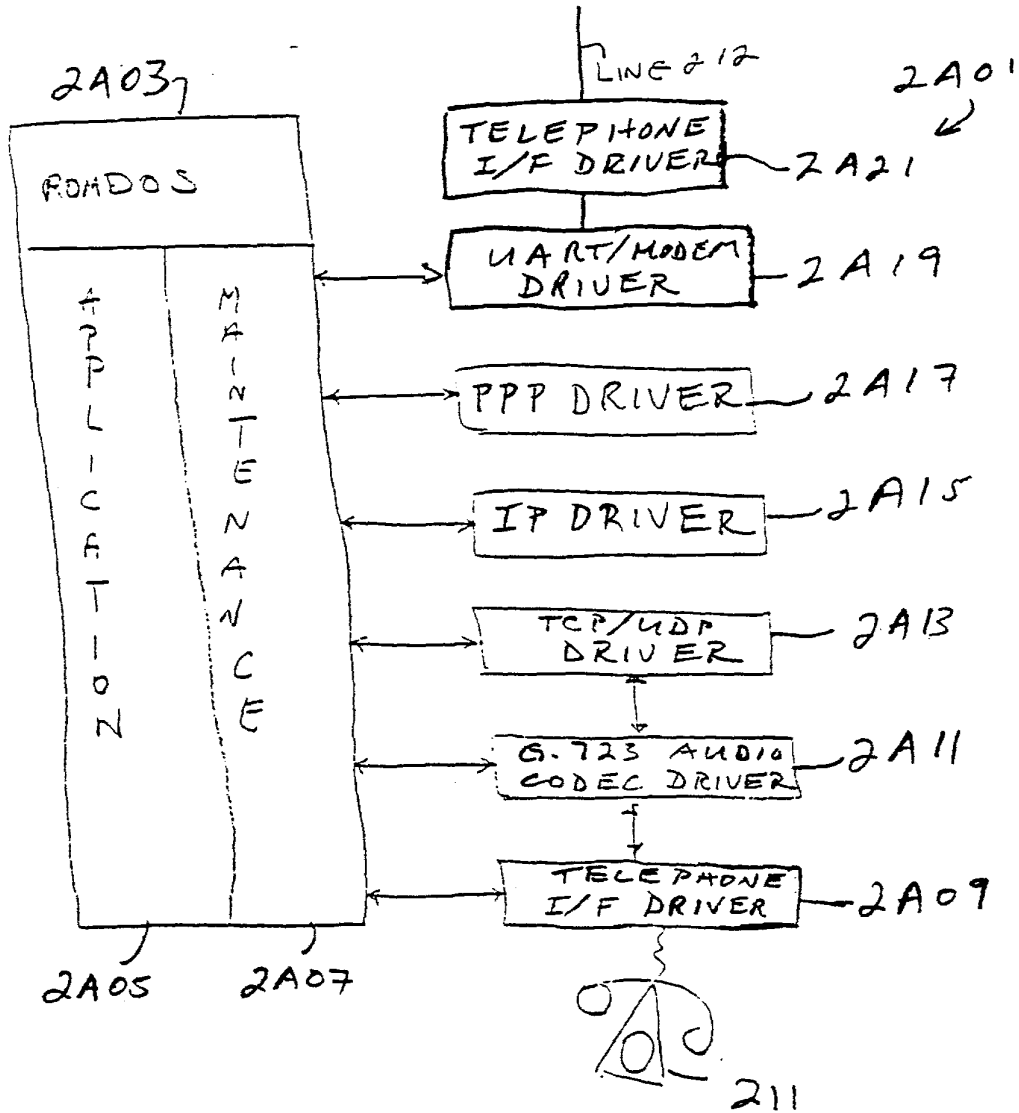 LINE 212
2A01
2A03
TELEPHONE
I/F DRIVER
2A21
ROMDOS
UART/MODEM
DRIVER
2A19
APPLICATION
MAINTENANCE
PPP DRIVER
2A17
IP DRIVER
2A15
TCP/UDP
DRIVER
2A13
G.723 AUDIO
CODEC DRIVER
2A11
TELEPHONE
I/F DRIVER
2A09
2A05
2A07
211